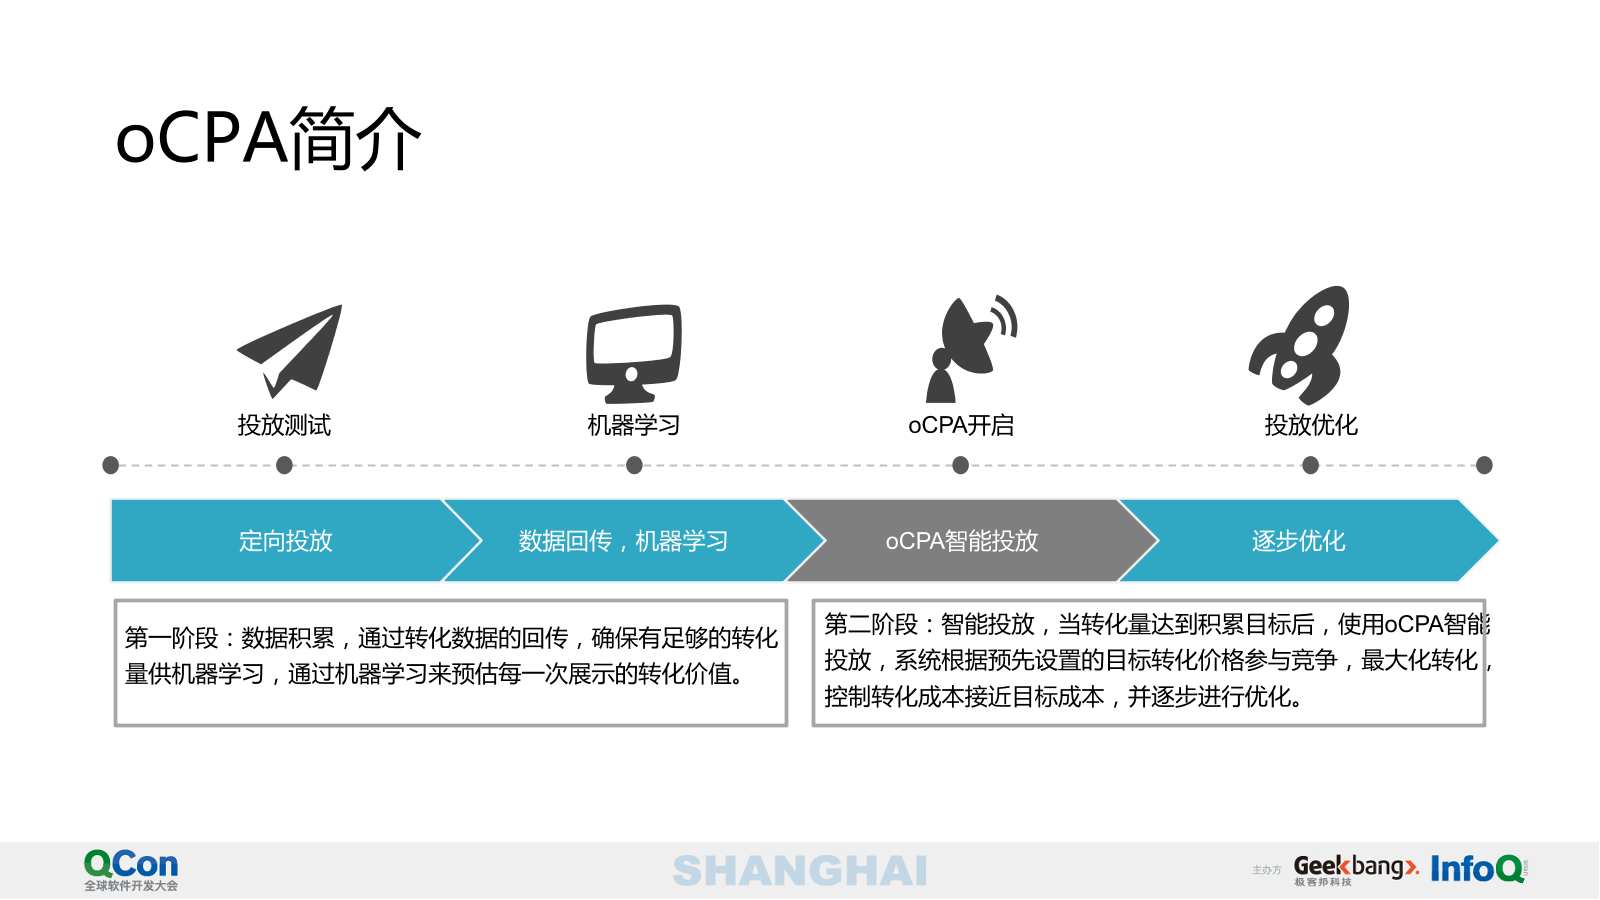 oCPA简介
投放测试
机器学习
oCPA开启
投放优化
定向投放
数据回传，机器学习
oCPA智能投放
逐步优化
第一阶段：数据积累，通过转化数据的回传，确保有足够的转化
量供机器学习，通过机器学习来预估每一次展示的转化价值。
第二阶段：智能投放，当转化量达到积累目标后，使用oCPA智能
投放，系统根据预先设置的目标转化价格参与竞争，最大化转化，
控制转化成本接近目标成本，并逐步进行优化。
QCon
全球软件开发大会
SHANGHAI
主办方
Geekbang>.
极客邦科技
InfoQ